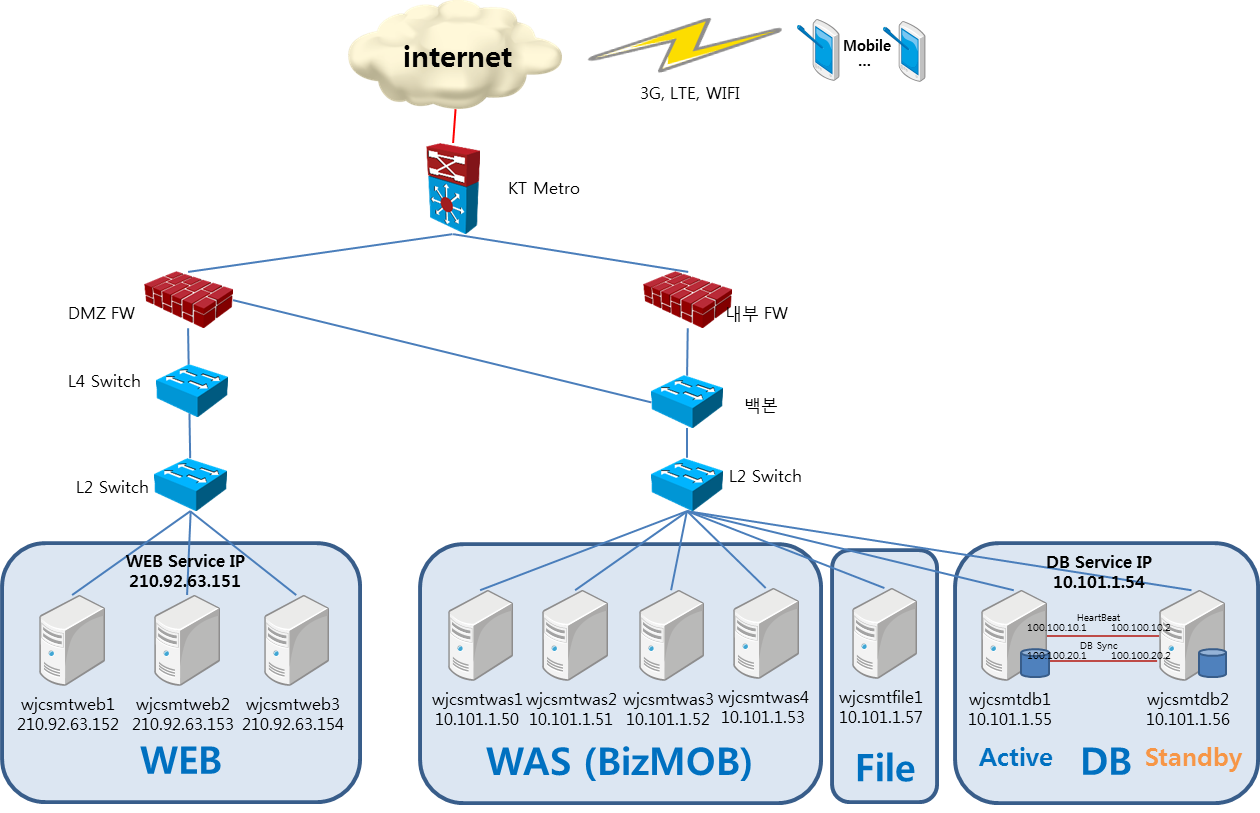 internet
Mobile
...
3G, LTE, WIFI
KT Metro
DMZ FW
내부 FW
L4 Switch
백본
L2 Switch
L2 Switch
WEB Service IP
210.92.63.151
wjcsmtweb1
210.92.63.152
wjcsmtweb2
210.92.63.153
wjcsmtweb3
210.92.63.154
WEB
wjcsmtwas1
10.101.1.50
wjcsmtwas2
10.101.1.51
wjcsmtwas3
10.101.1.52
wjcsmtwas4
10.101.1.53
WAS (BizMOB)
wjcsmtfile1
10.101.1.57
File
DB Service IP
10.101.1.54
HeartBeat
100.100.10.1 100.100.10.2
DB Sync
100.100.20.1 100.100.20.2
wjcsmtdb1
10.101.1.55
wjcsmtdb2
10.101.1.56
Active DB Standby